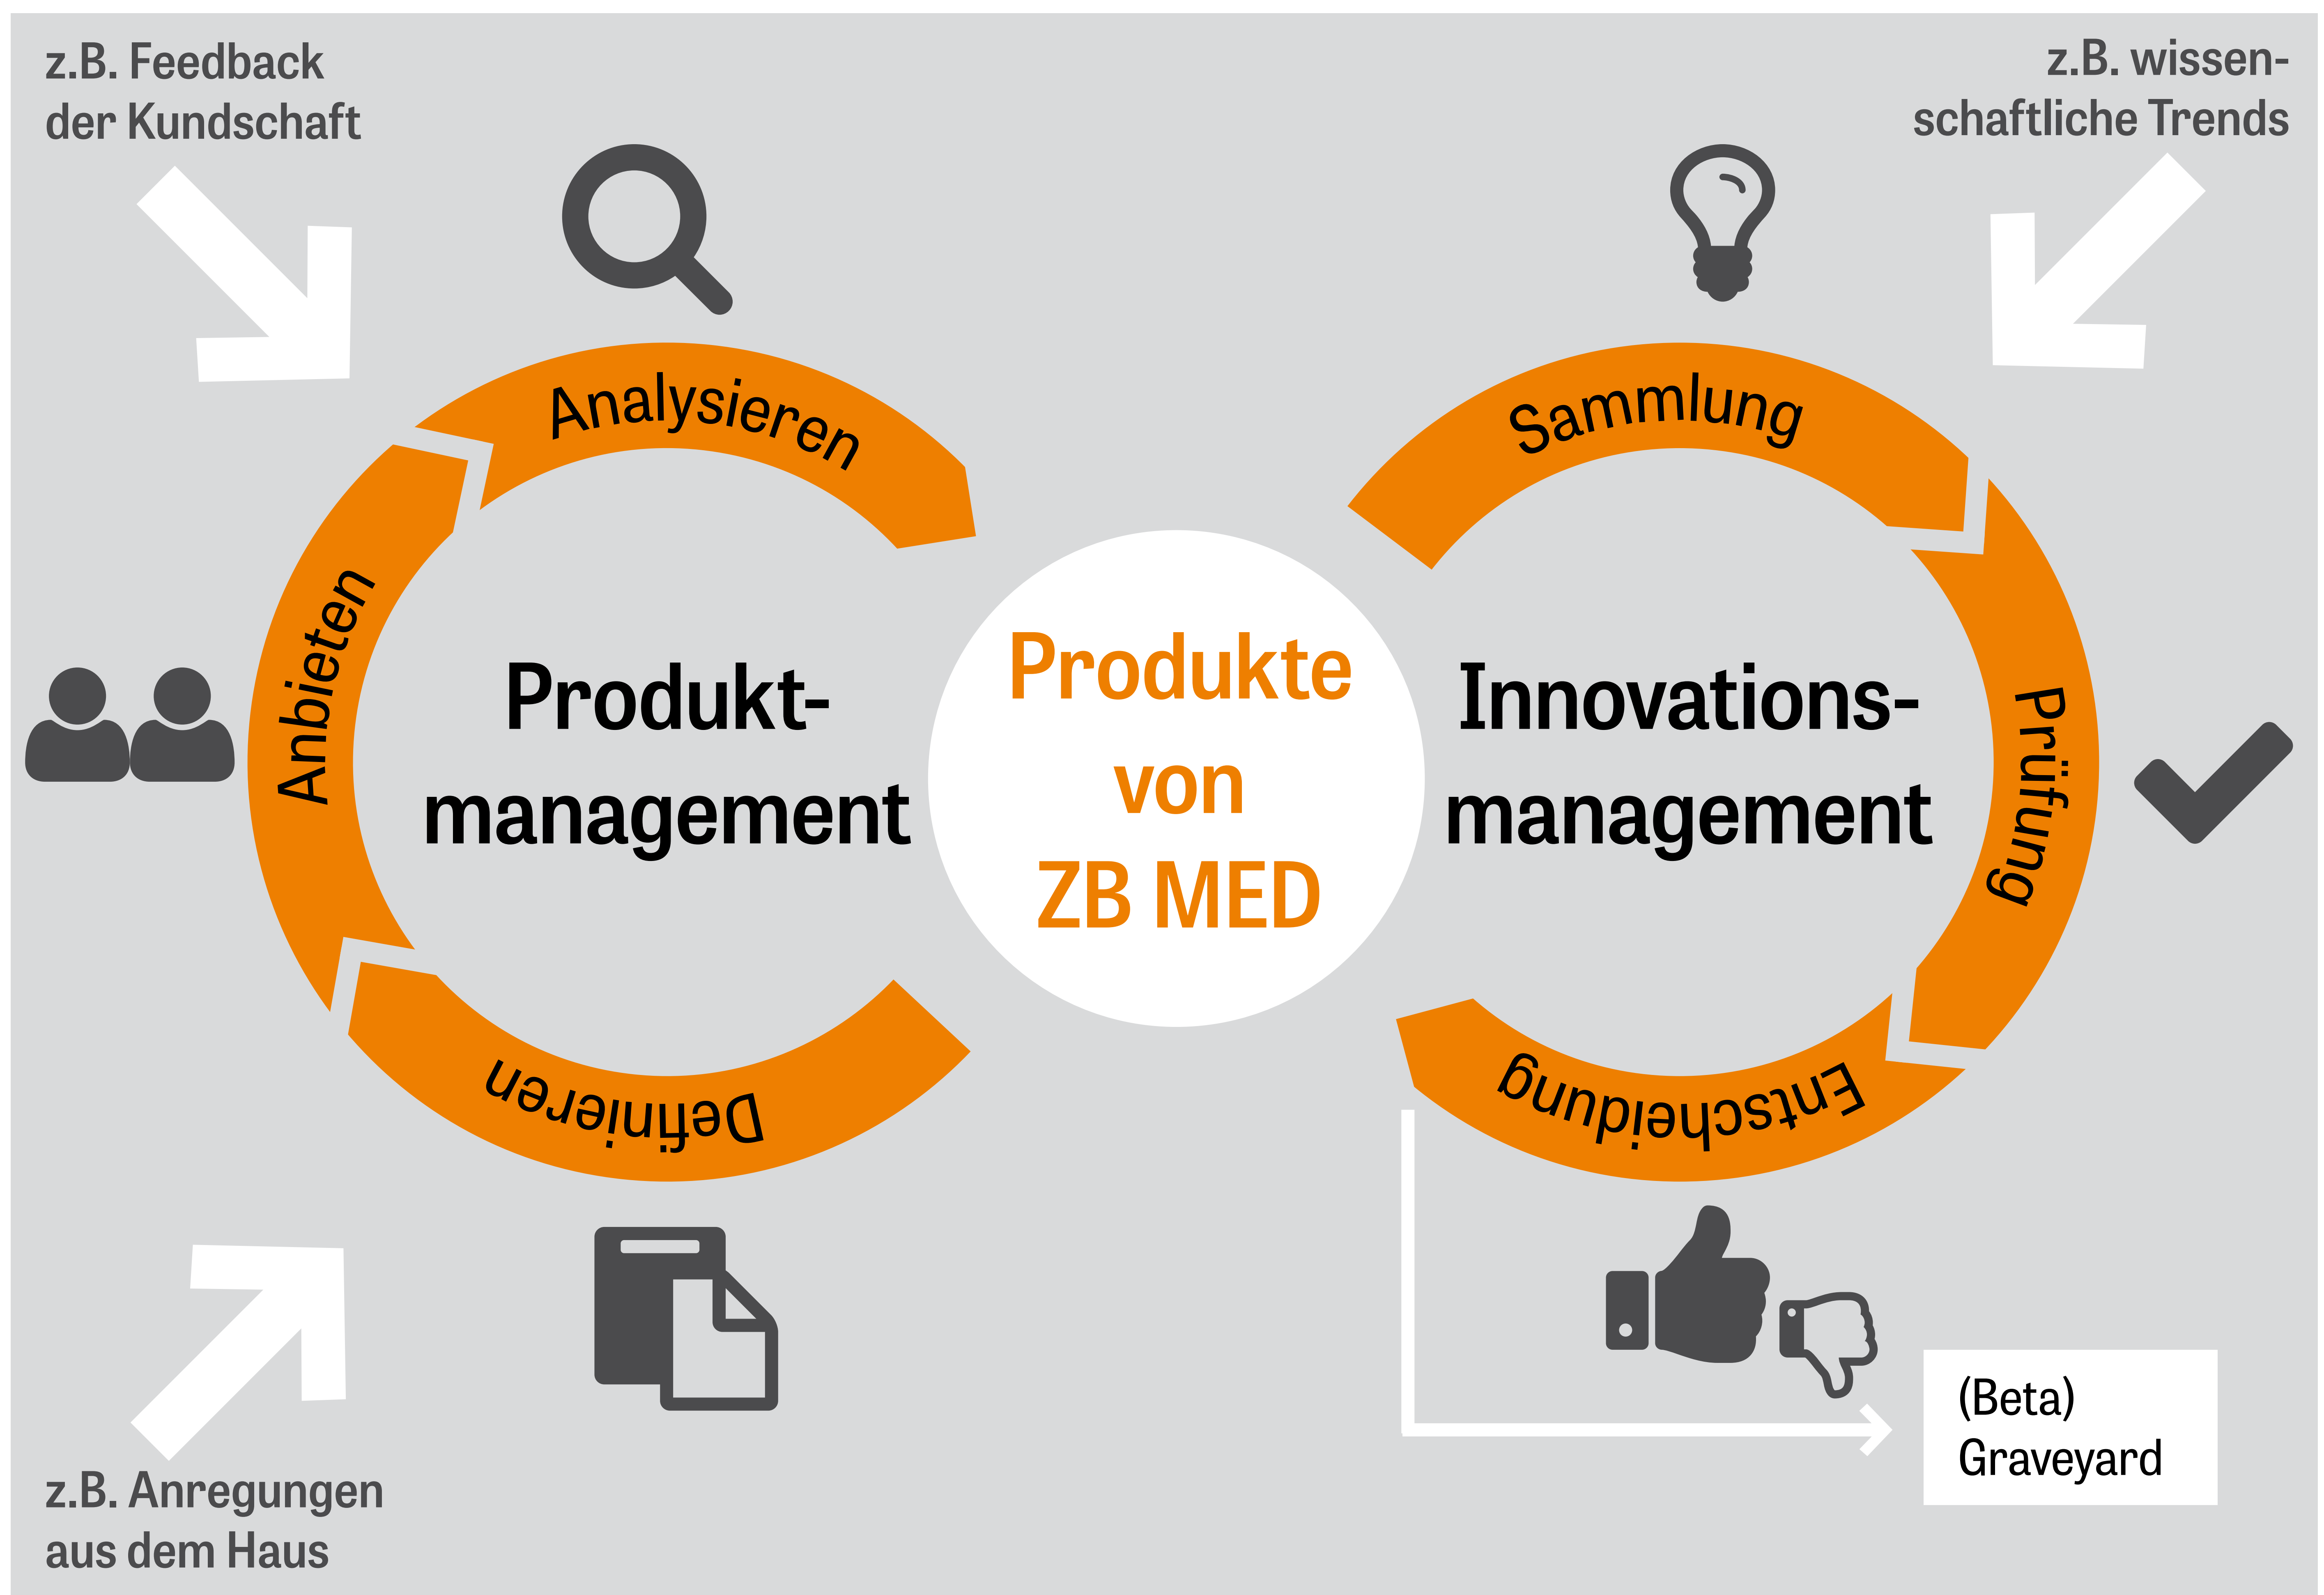 z.B. Feedback
der Kundschaft
z.B. wissen-
schaftliche Trends
Analysieren
Anbieten
Definieren
Produkt-
management
Produkte
von
ZB MED
Innovations-
management
Sammlung
Prüfung
Entscheidung
(Beta)
Graveyard
z.B. Anregungen
aus dem Haus